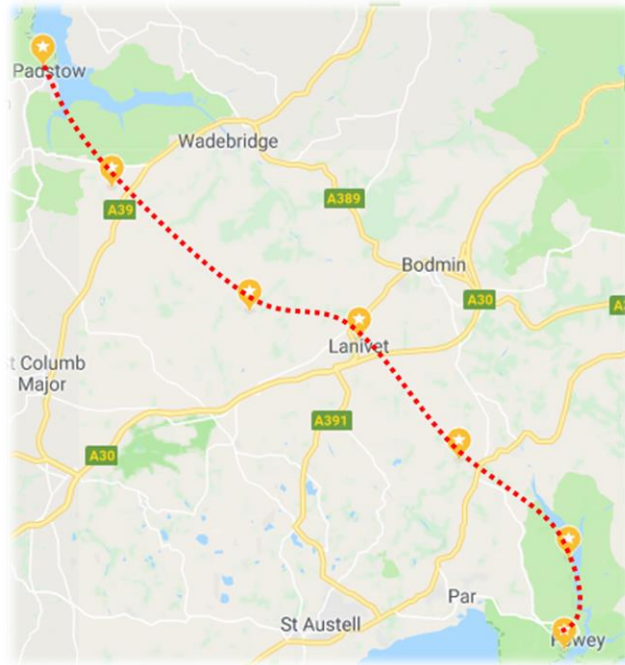 Padstow
Wadebridge
A39
A389
Bodmin
A30
Lanivet
t Columb
Major
A391
A30
Par
St Austell
Fowey